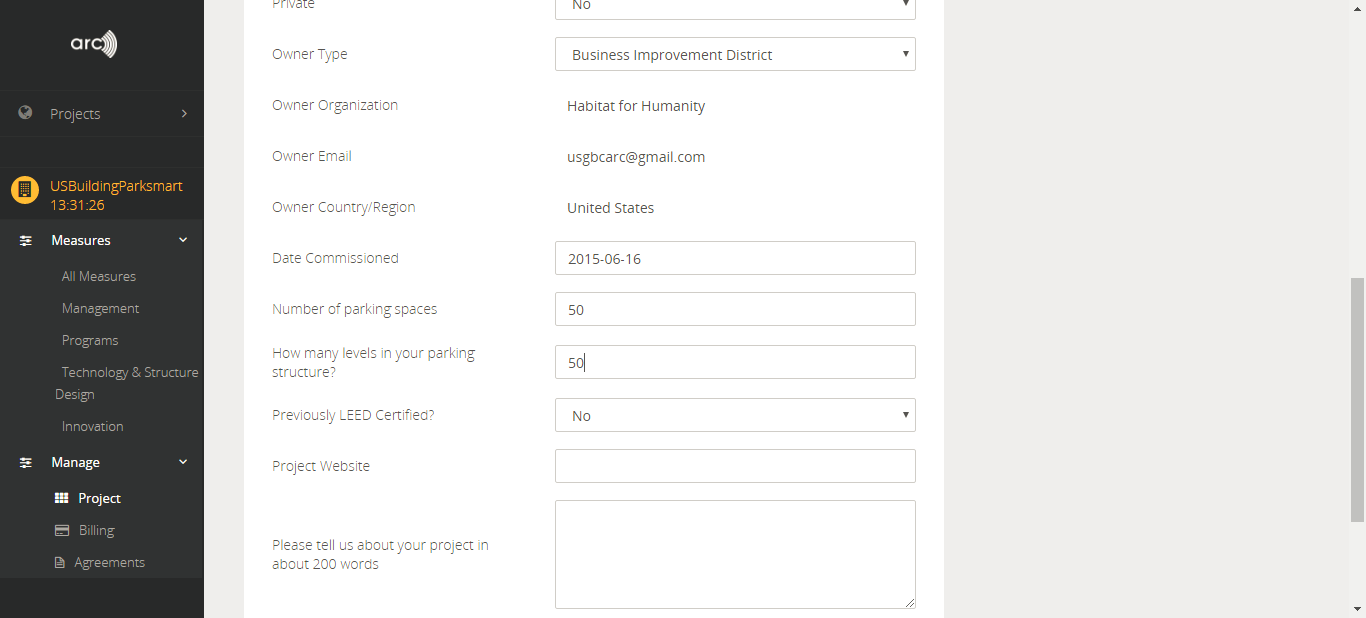 arc
Projects
USBuildingParksmart
13:31:26
Measures
All Measures
Management
Programs
Technology & Structure
Design
Innovation
Manage
Project
Billing
Agreements
Private No
Owner Type Business Improvement District
Owner Organization Habitat for Humanity
Owner Email usgbcarc@gmail.com
Owner Country/Region United States
Date Commissioned 2015-06-16
Number of parking spaces 50
How many levels in your parking
structure? 50
Previously LEED Certified? No
Project Website
Please tell us about your project in
about 200 words